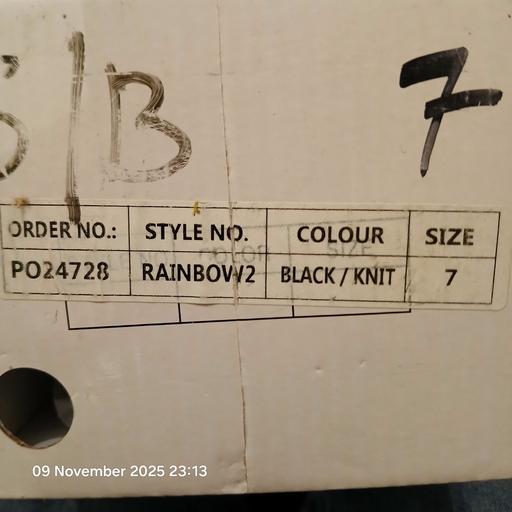 /B
7
ORDER NO.: STYLE NO. COLOUR SIZE
PO24728 RAINBOW2 BLACK / KNIT 7
09 November 2025 23:13